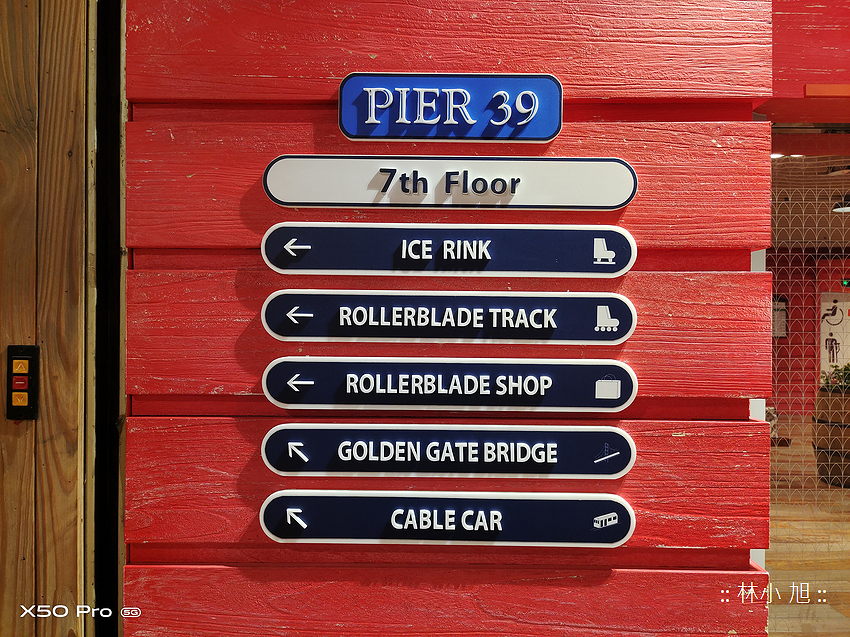 PIER 39
7th Floor
ICE RINK
ROLLERBLADE TRACK
ROLLERBLADE SHOP
GOLDEN GATE BRIDGE
CABLE CAR
X50 Pro 5G
:: 林小旭 ::